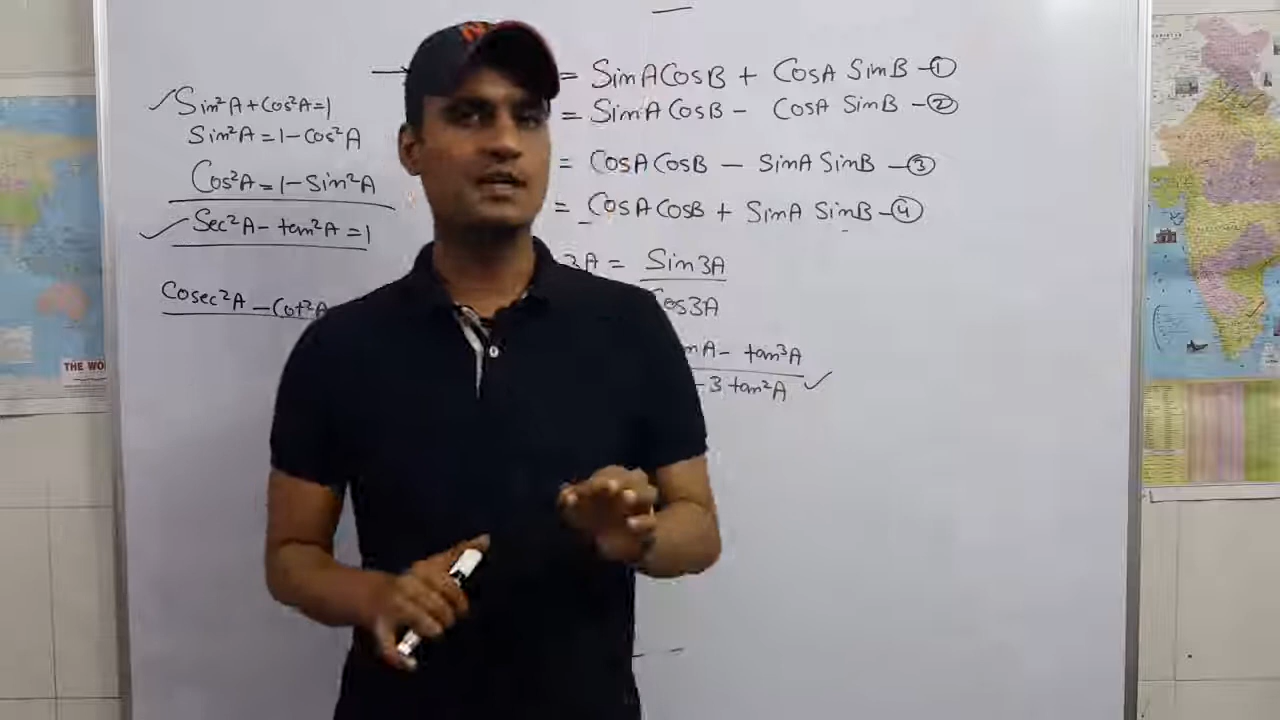 Sin²A + Cos²A = 1
Sin²A = 1 - Cos²A
Cos²A = 1 - Sin²A
Sec²A - tan²A = 1
Cosec²A - Cot²A
= SinA CosB + CosA SinB - ①
= SinA CosB - CosA SinB - ②
= CosA CosB - SinA SinB - ③
= CosA CosB + SinA SinB - ④
3A = Sin3A
Cos3A
nA - tan³A
- 3 tan²A
THE WO